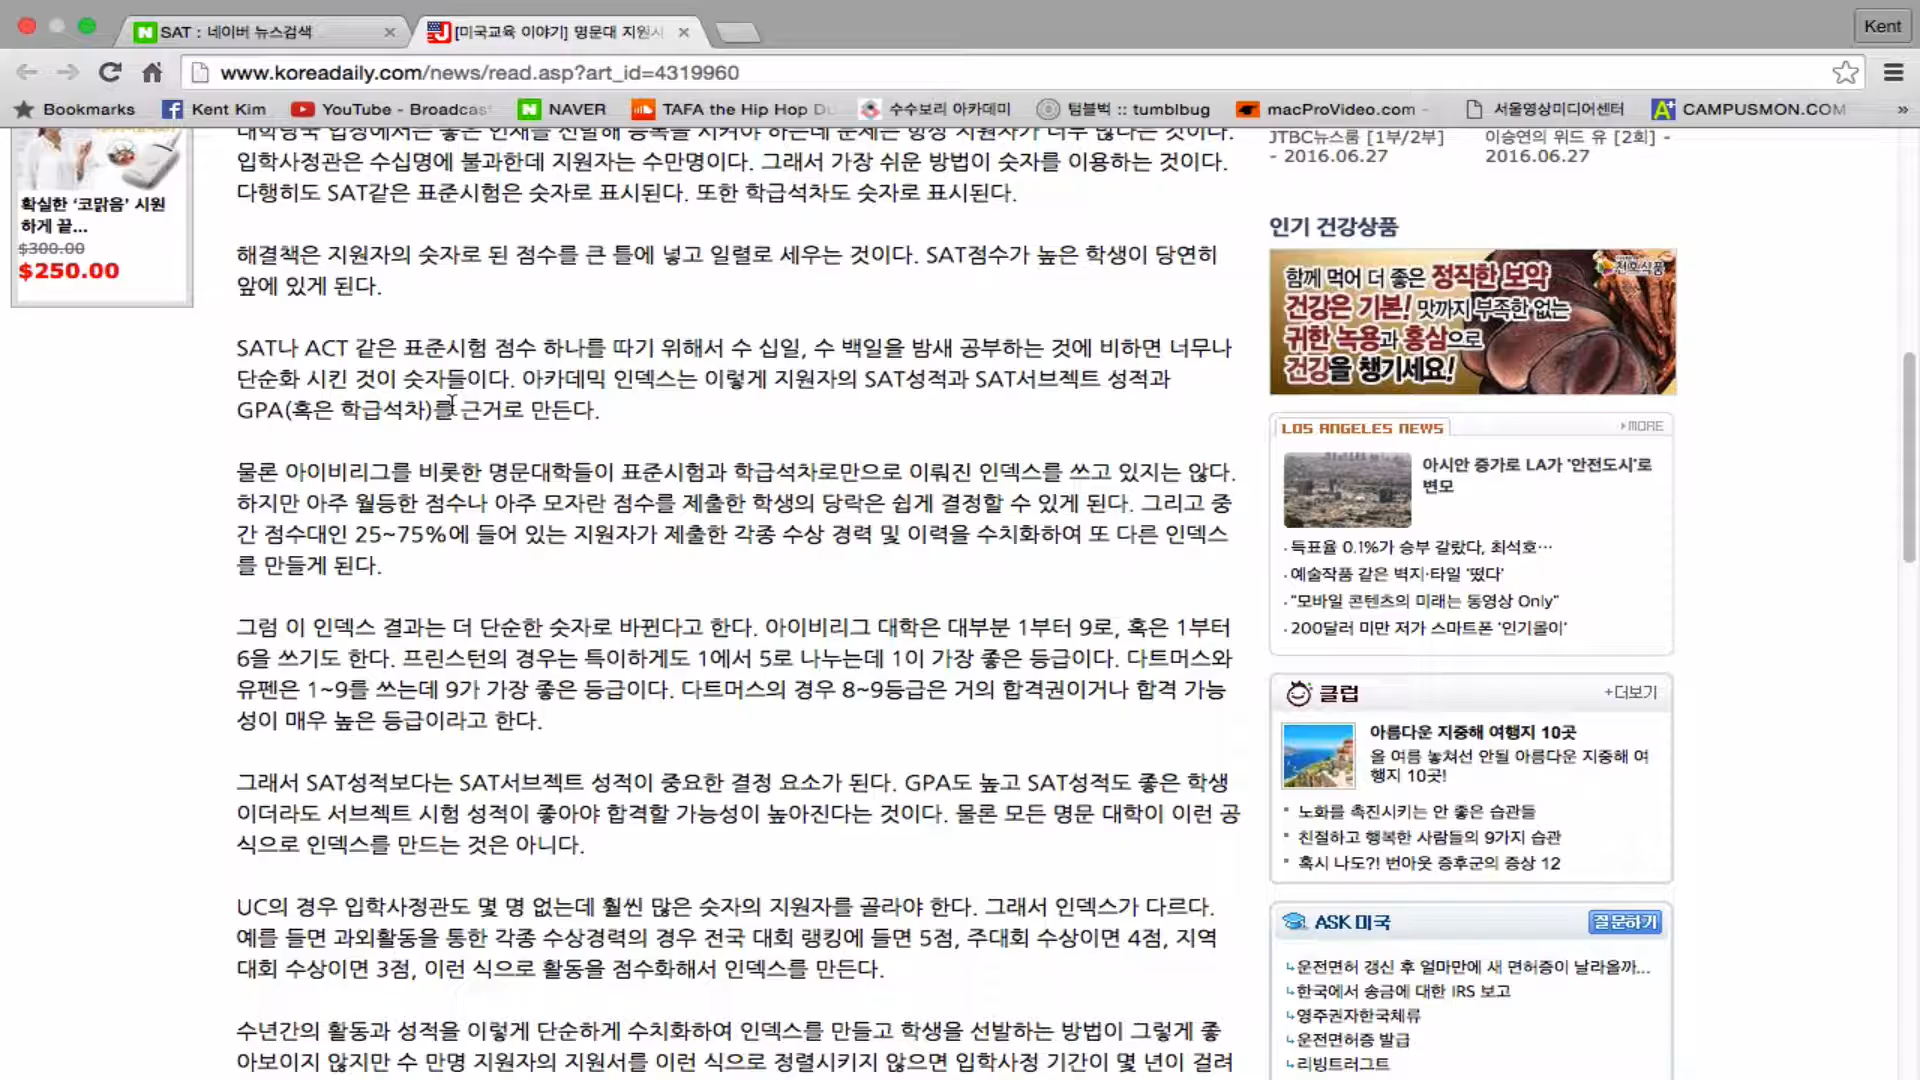 SAT : 네이버 뉴스검색
[미국교육 이야기] 명문대 지원시
Kent
www.koreadaily.com/news/read.asp?art_id=4319960
Bookmarks
Kent Kim
YouTube - Broadcast
NAVER
TAFA the Hip Hop Du
수수보리 아카데미
텀블벅 :: tumblbug
macProVideo.com -
서울영상미디어센터
CAMPUSMON.COM
»
확실한 ‘코맑음’ 시원
하게 끝...
$300.00
$250.00
대학당국 입장에서는 좋은 인재를 선발해 등록을 시켜야 하는데 문제는 항상 지원자가 너무 많다는 것이다.
입학사정관은 수십명에 불과한데 지원자는 수만명이다. 그래서 가장 쉬운 방법이 숫자를 이용하는 것이다.
다행히도 SAT같은 표준시험은 숫자로 표시된다. 또한 학급석차도 숫자로 표시된다.
해결책은 지원자의 숫자로 된 점수를 큰 틀에 넣고 일렬로 세우는 것이다. SAT점수가 높은 학생이 당연히
앞에 있게 된다.
SAT나 ACT 같은 표준시험 점수 하나를 따기 위해서 수 십일, 수 백일을 밤새 공부하는 것에 비하면 너무나
단순화 시킨 것이 숫자들이다. 아카데믹 인덱스는 이렇게 지원자의 SAT성적과 SAT서브젝트 성적과
GPA(혹은 학급석차)를 근거로 만든다.
물론 아이비리그를 비롯한 명문대학들이 표준시험과 학급석차로만으로 이뤄진 인덱스를 쓰고 있지는 않다.
하지만 아주 월등한 점수나 아주 모자란 점수를 제출한 학생의 당락은 쉽게 결정할 수 있게 된다. 그리고 중
간 점수대인 25~75%에 들어 있는 지원자가 제출한 각종 수상 경력 및 이력을 수치화하여 또 다른 인덱스
를 만들게 된다.
그럼 이 인덱스 결과는 더 단순한 숫자로 바뀐다고 한다. 아이비리그 대학은 대부분 1부터 9로, 혹은 1부터
6을 쓰기도 한다. 프린스턴의 경우는 특이하게도 1에서 5로 나누는데 1이 가장 좋은 등급이다. 다트머스와
유펜은 1~9를 쓰는데 9가 가장 좋은 등급이다. 다트머스의 경우 8~9등급은 거의 합격권이거나 합격 가능
성이 매우 높은 등급이라고 한다.
그래서 SAT성적보다는 SAT서브젝트 성적이 중요한 결정 요소가 된다. GPA도 높고 SAT성적도 좋은 학생
이더라도 서브젝트 시험 성적이 좋아야 합격할 가능성이 높아진다는 것이다. 물론 모든 명문 대학이 이런 공
식으로 인덱스를 만드는 것은 아니다.
UC의 경우 입학사정관도 몇 명 없는데 훨씬 많은 숫자의 지원자를 골라야 한다. 그래서 인덱스가 다르다.
예를 들면 과외활동을 통한 각종 수상경력의 경우 전국 대회 랭킹에 들면 5점, 주대회 수상이면 4점, 지역
대회 수상이면 3점, 이런 식으로 활동을 점수화해서 인덱스를 만든다.
수년간의 활동과 성적을 이렇게 단순하게 수치화하여 인덱스를 만들고 학생을 선발하는 방법이 그렇게 좋
아보이지 않지만 수 만명 지원자의 지원서를 이런 식으로 정렬시키지 않으면 입학사정 기간이 몇 년이 걸려
JTBC뉴스룸 [1부/2부]
- 2016.06.27
이승연의 위드 유 [2회] -
2016.06.27
인기 건강상품
천호식품
함께 먹어 더 좋은 정직한 보약
건강은 기본! 맛까지 부족한 없는
귀한 녹용과 홍삼으로
건강을 챙기세요!
LOS ANGELES NEWS
MORE
아시안 증가로 LA가 '안전도시'로
변모
· 득표율 0.1%가 승부 갈랐다, 최석호…
· 예술작품 같은 벽지·타일 '떴다'
· "모바일 콘텐츠의 미래는 동영상 Only"
· 200달러 미만 저가 스마트폰 '인기몰이'
클럽
+더보기
아름다운 지중해 여행지 10곳
올 여름 놓쳐선 안될 아름다운 지중해 여
행지 10곳!
노화를 촉진시키는 안 좋은 습관들
친절하고 행복한 사람들의 9가지 습관
혹시 나도?! 번아웃 증후군의 증상 12
ASK 미국
질문하기
운전면허 갱신 후 얼마만에 새 면허증이 날라올까...
한국에서 송금에 대한 IRS 보고
영주권자한국체류
운전면허증 발급
리빙트러그트